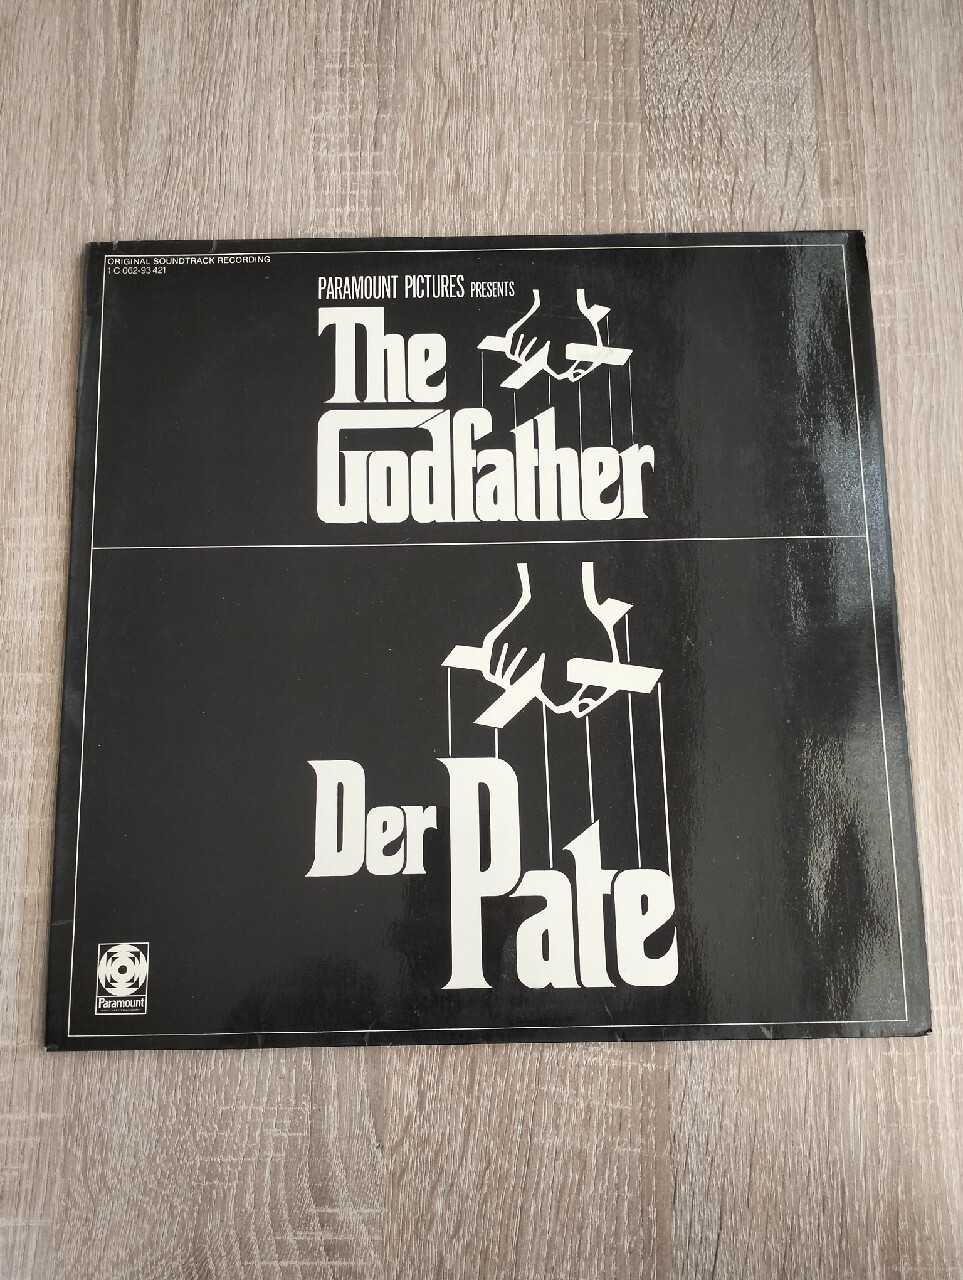 ORIGINAL SOUNDTRACK RECORDING
1 C 062-93 421
PARAMOUNT PICTURES PRESENTS
The
Godfather
Der Pate
Paramount